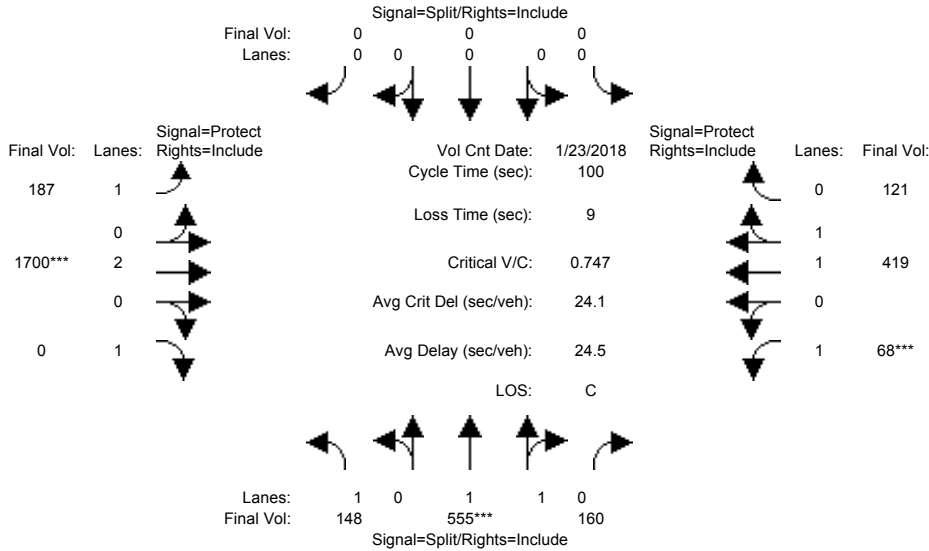 Signal=Split/Rights=Include
Final Vol: 0 0 0
Lanes: 0 0 0 0 0
Signal=Protect Signal=Protect
Final Vol: Lanes: Rights=Include Vol Cnt Date: 1/23/2018 Rights=Include Lanes: Final Vol:
Cycle Time (sec): 100
187 1 0 121
Loss Time (sec): 9
0 1
1700*** 2 Critical V/C: 0.747 1 419
0 Avg Crit Del (sec/veh): 24.1 0
0 1 Avg Delay (sec/veh): 24.5 1 68***
LOS: C
Lanes: 1 0 1 1 0
Final Vol: 148 555*** 160
Signal=Split/Rights=Include